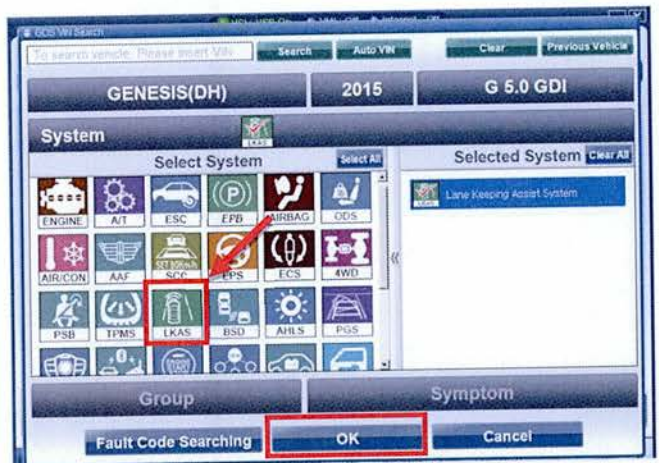 GDS VIN Search
To search vehicle, Please insert VIN
Search
Auto VIN
Clear
Previous Vehicle
GENESIS(DH)
2015
G 5.0 GDI
System
LKAS
Select System
Select All
Selected System
Clear All
ENGINE
A/T
ESC
EPB
AIRBAG
ODS
LKAS
Lane Keeping Assist System
AIR/CON
AAF
SCC
EPS
ECS
4WD
PSB
TPMS
LKAS
BSD
AHLS
PGS
Group
Symptom
Fault Code Searching
OK
Cancel